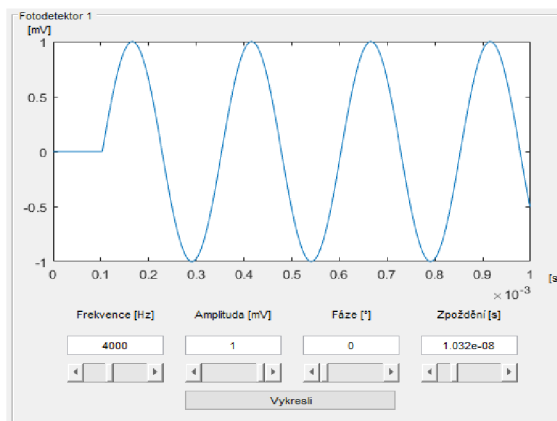 Fotodetektor 1
[mV]
1
0.5
0
-0.5
-1
0 0.1 0.2 0.3 0.4 0.5 0.6 0.7 0.8 0.9 1
[s
× 10⁻³
Frekvence [Hz] Amplituda [mV] Fáze [°] Zpoždění [s]
4000 1 0 1.032e-08
Vykresli